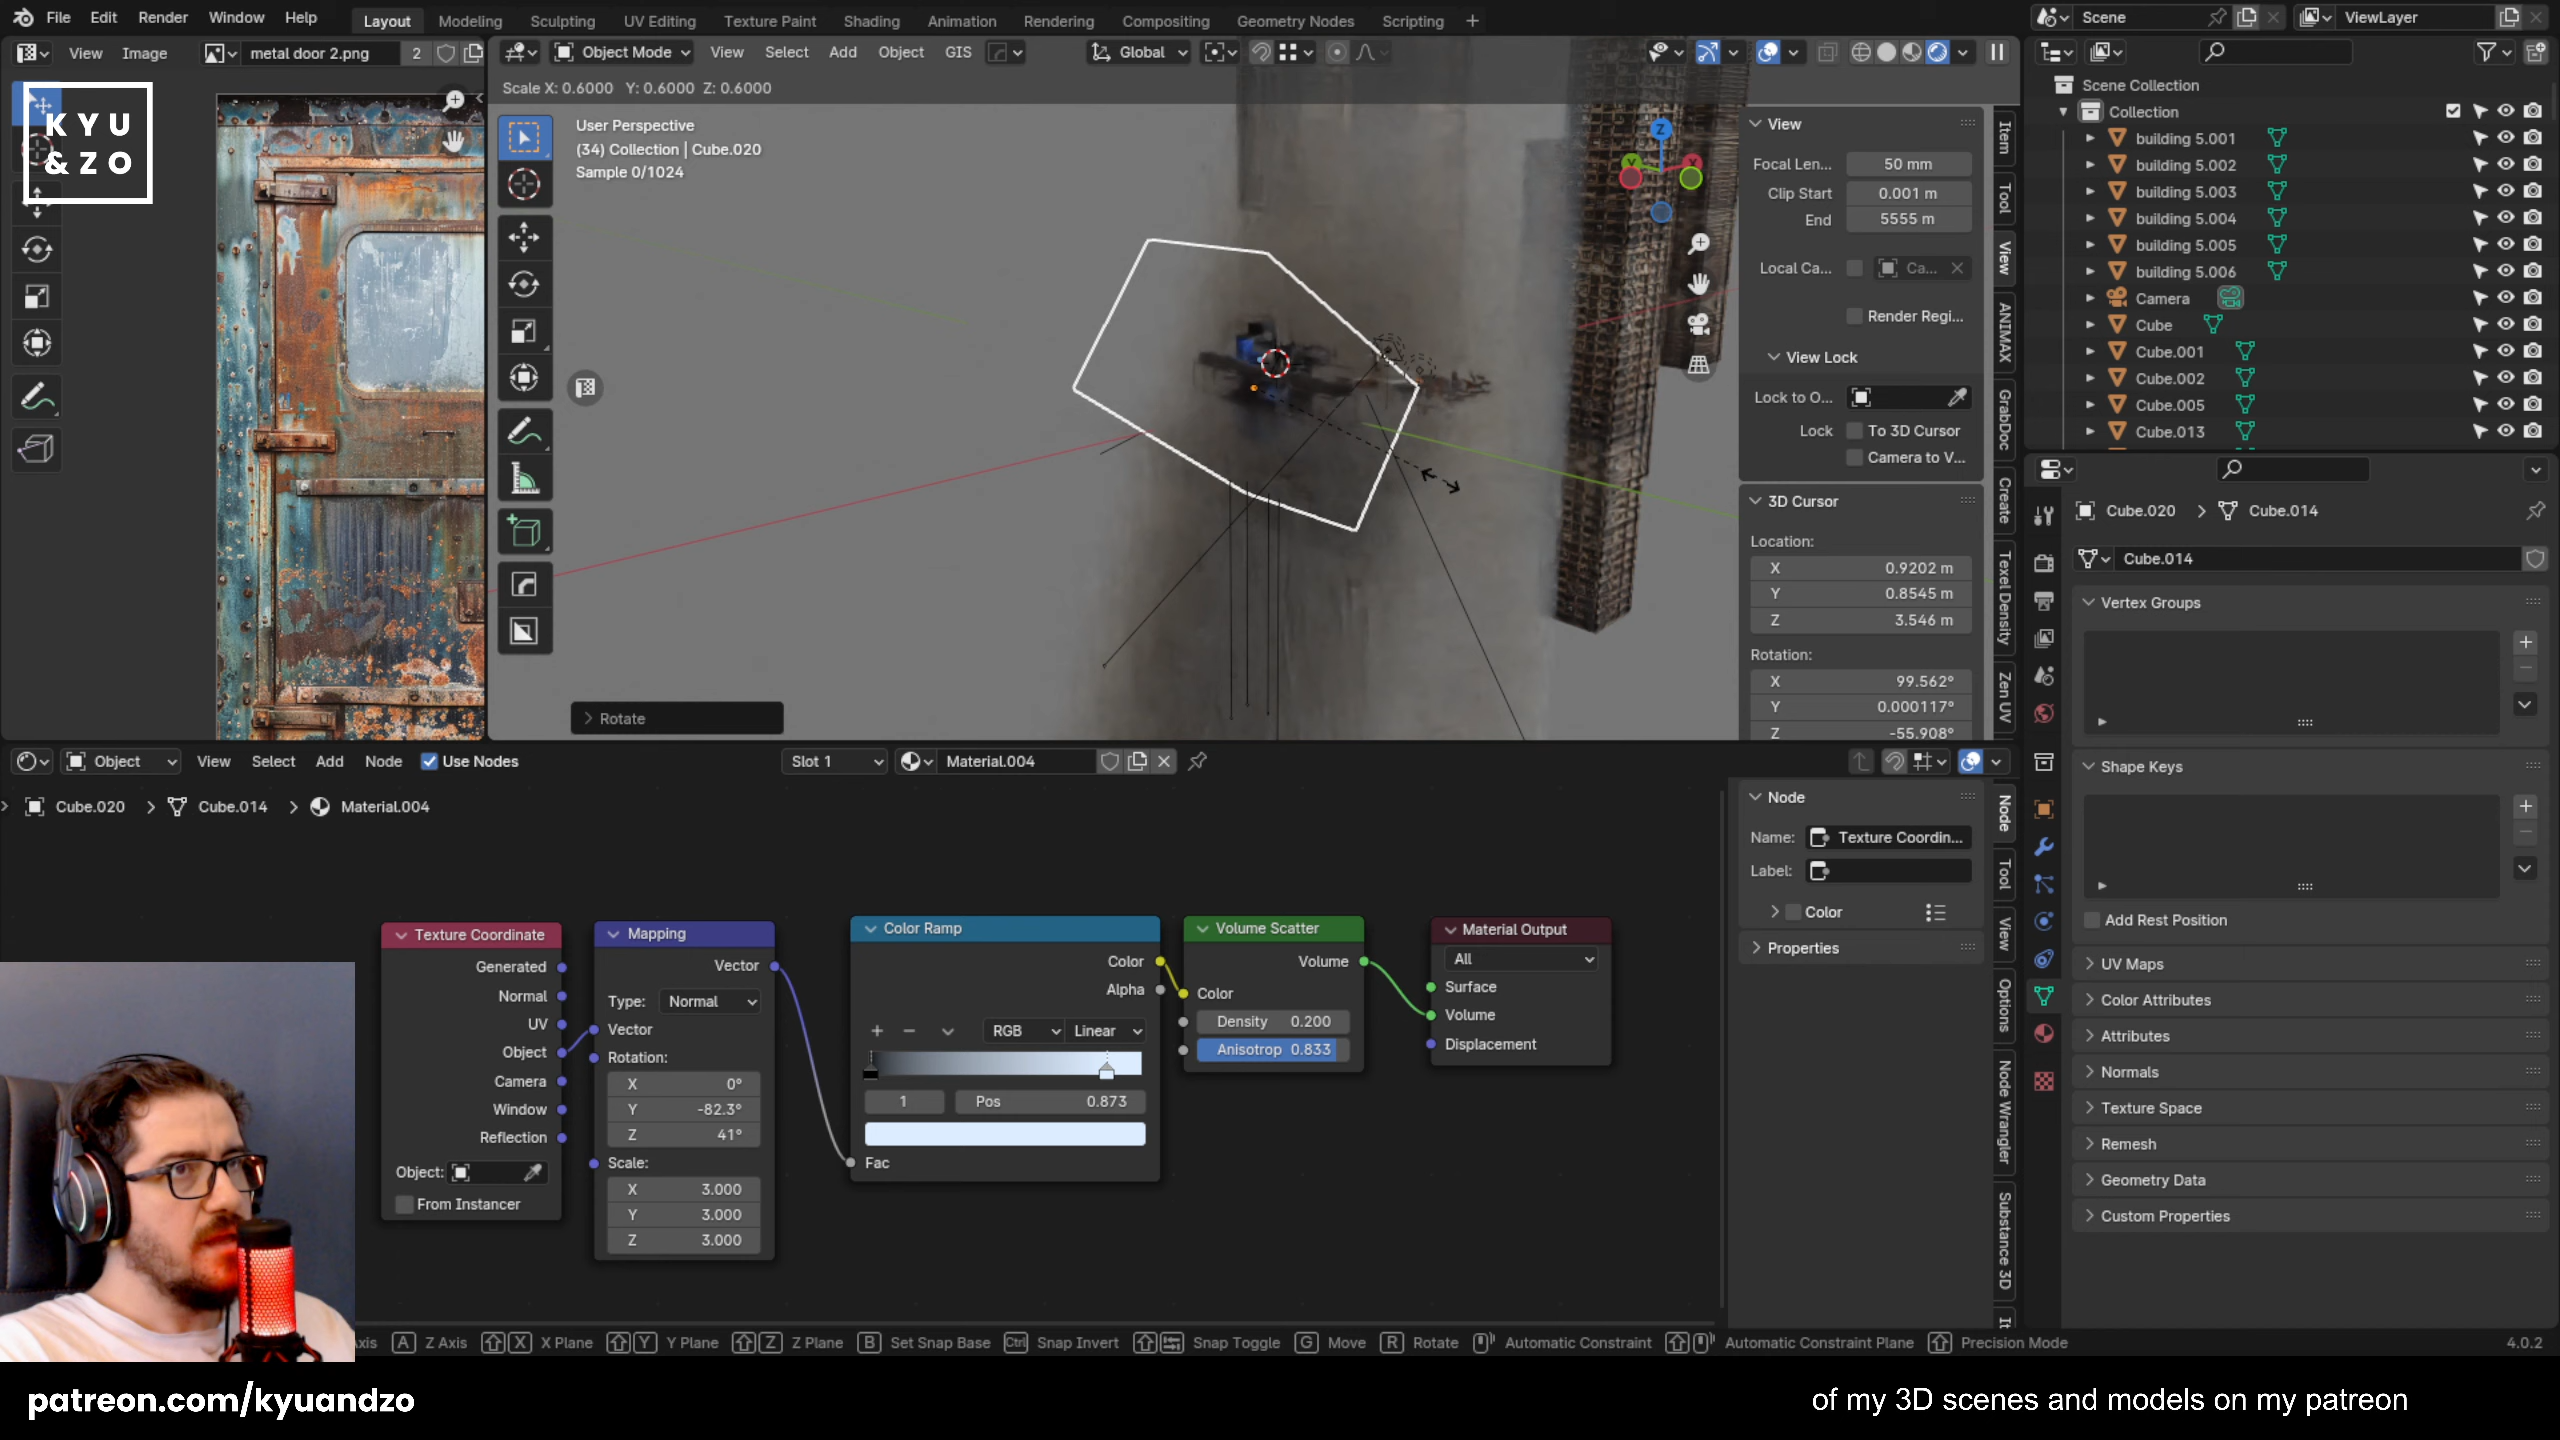 File Edit Render Window Help
Layout Modeling Sculpting UV Editing Texture Paint Shading Animation Rendering Compositing Geometry Nodes Scripting
Scene ViewLayer
View Image metal door 2.png 2
Object Mode View Select Add Object GIS Global
Scale X: 0.6000 Y: 0.6000 Z: 0.6000
KYU
&ZO
User Perspective
(34) Collection | Cube.020
Sample 0/1024
Rotate
View
Focal Len... 50 mm
Clip Start 0.001 m
End 5555 m
Local Ca... Ca...
Render Regi...
View Lock
Lock to O...
Lock To 3D Cursor
Camera to V...
3D Cursor
Location:
X 0.9202 m
Y 0.8545 m
Z 3.546 m
Rotation:
X 99.562°
Y 0.000117°
Z -55.908°
Item
Tool
View
ANIMAX
GrabDoc
Create
Texel Density
Zen UV
Scene Collection
Collection
building 5.001
building 5.002
building 5.003
building 5.004
building 5.005
building 5.006
Camera
Cube
Cube.001
Cube.002
Cube.005
Cube.013
Cube.020 > Cube.014
Cube.014
Vertex Groups
Shape Keys
Add Rest Position
UV Maps
Color Attributes
Attributes
Normals
Texture Space
Remesh
Geometry Data
Custom Properties
Object View Select Add Node Use Nodes Slot 1 Material.004
Cube.020 > Cube.014 > Material.004
Texture Coordinate
Generated
Normal
UV
Object
Camera
Window
Reflection
Object:
From Instancer
Mapping
Vector
Type: Normal
Vector
Rotation:
X 0°
Y -82.3°
Z 41°
Scale:
X 3.000
Y 3.000
Z 3.000
Color Ramp
Color
Alpha
RGB Linear
1 Pos 0.873
Fac
Volume Scatter
Volume
Color
Density 0.200
Anisotrop 0.833
Material Output
All
Surface
Volume
Displacement
Node
Name: Texture Coordin...
Label:
Color
Properties
Node
Tool
View
Options
Node Wrangler
Substance 3D
It
xis A Z Axis X X Plane Y Y Plane Z Z Plane B Set Snap Base Ctrl Snap Invert Snap Toggle G Move R Rotate Automatic Constraint Automatic Constraint Plane Precision Mode 4.0.2
patreon.com/kyuandzo
of my 3D scenes and models on my patreon